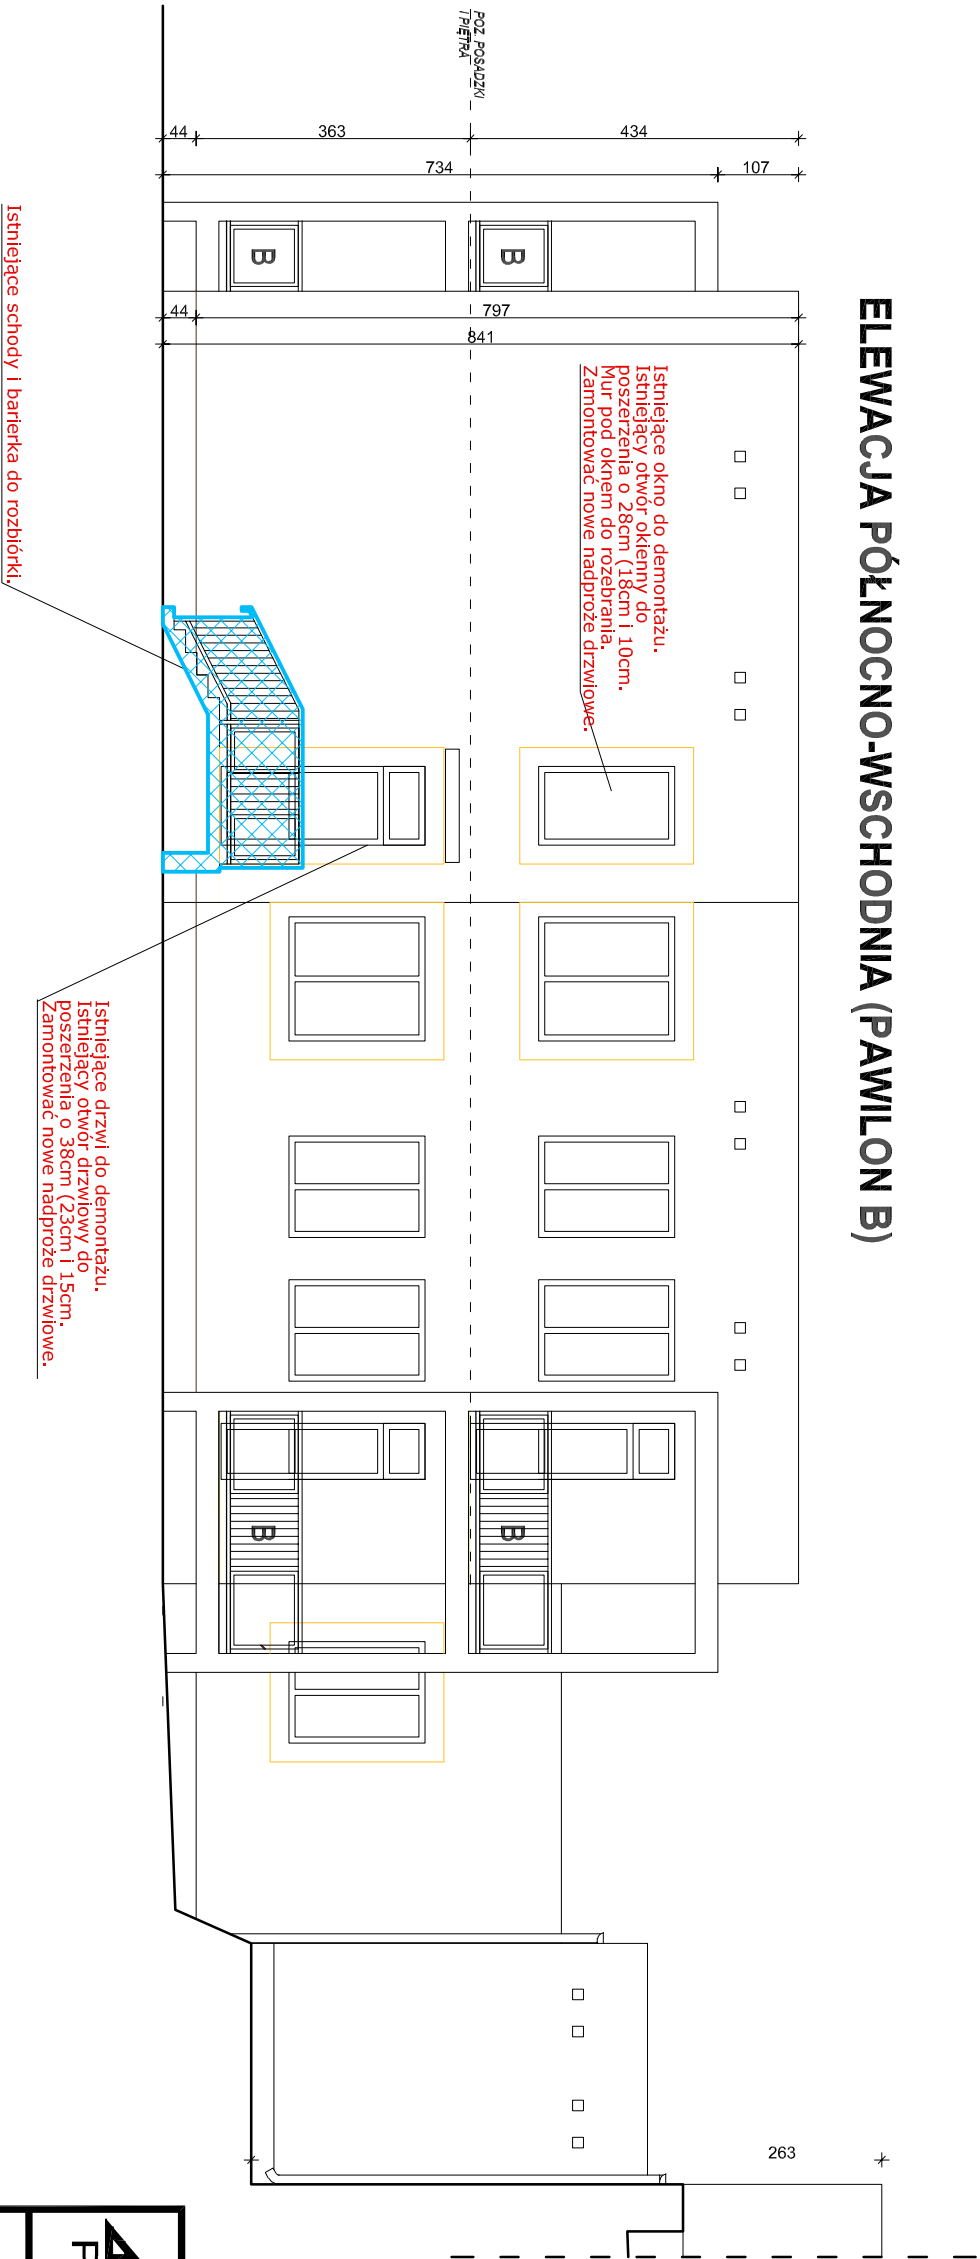 ELEWACJA PÓŁNOCNO-WSCHODNIA (PAWILON B)
POZ. POSADZKI
I PIĘTRA
44
363
434
734
107
B
B
44
797
841
Istniejące okno do demontażu.
Istniejący otwór okienny do
poszerzenia o 28cm (18cm i 10cm.
Mur pod oknem do rozebrania.
Zamontować nowe nadproże drzwiowe.
Istniejące schody i barierka do rozbiórki.
Istniejące drzwi do demontażu.
Istniejący otwór drzwiowy do
poszerzenia o 38cm (23cm i 15cm.
Zamontować nowe nadproże drzwiowe.
B
B
263